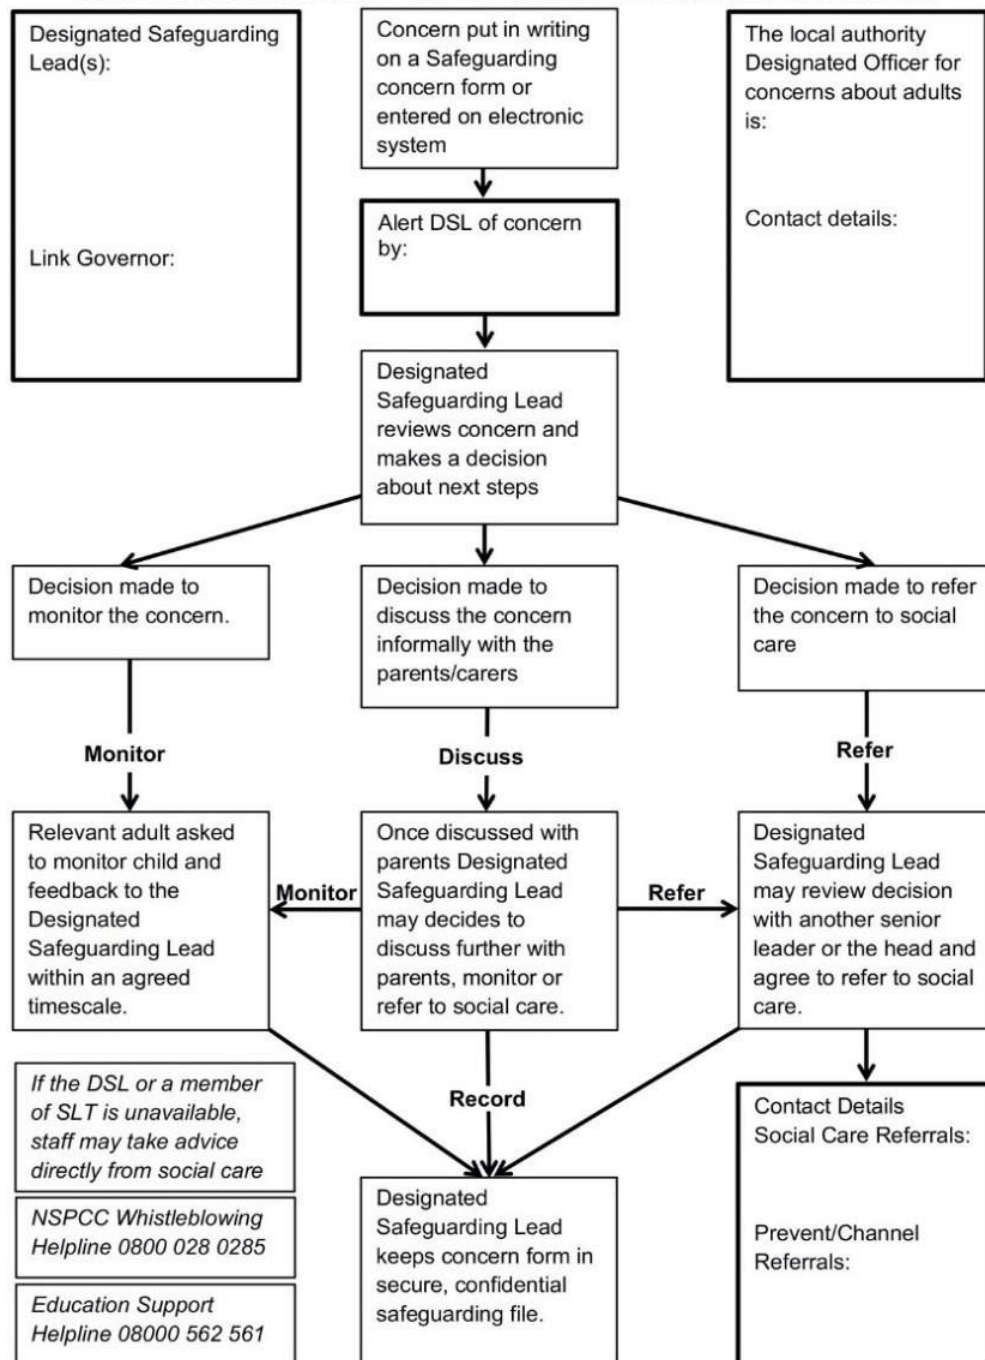 Designated Safeguarding
Lead(s):
Link Governor:
Concern put in writing
on a Safeguarding
concern form or
entered on electronic
system
The local authority
Designated Officer for
concerns about adults
is:
Contact details:
Alert DSL of concern
by:
Designated
Safeguarding Lead
reviews concern and
makes a decision
about next steps
Decision made to
monitor the concern.
Decision made to
discuss the concern
informally with the
parents/carers
Decision made to refer
the concern to social
care
Monitor
Discuss
Refer
Relevant adult asked
to monitor child and
feedback to the
Designated
Safeguarding Lead
within an agreed
timescale.
Monitor
Once discussed with
parents Designated
Safeguarding Lead
may decides to
discuss further with
parents, monitor or
refer to social care.
Refer
Designated
Safeguarding Lead
may review decision
with another senior
leader or the head and
agree to refer to social
care.
If the DSL or a member
of SLT is unavailable,
staff may take advice
directly from social care
NSPCC Whistleblowing
Helpline 0800 028 0285
Education Support
Helpline 08000 562 561
Record
Designated
Safeguarding Lead
keeps concern form in
secure, confidential
safeguarding file.
Contact Details
Social Care Referrals:
Prevent/Channel
Referrals: